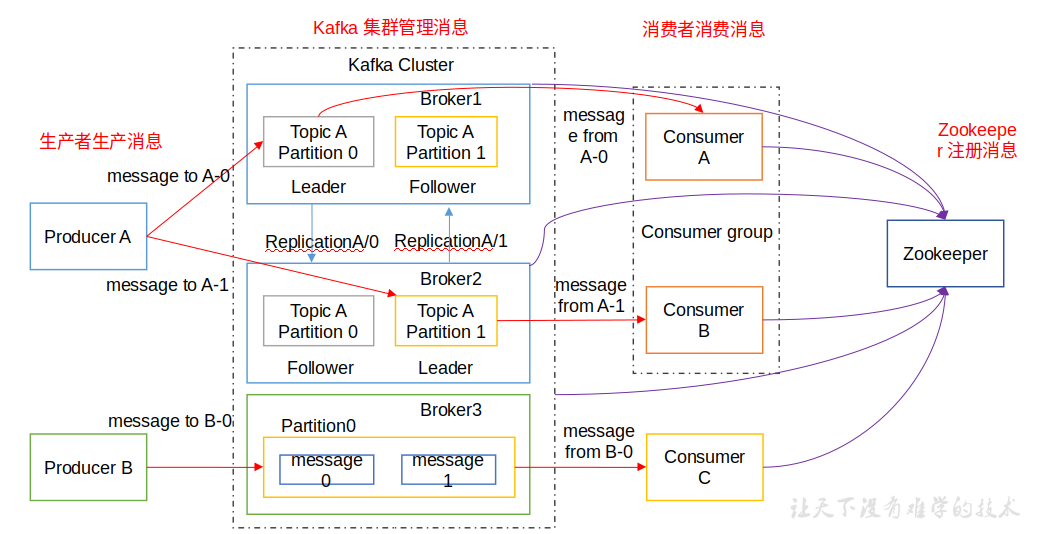 Kafka 集群管理消息
消费者消费消息
Kafka Cluster
Broker1
Topic A
Partition 0
Topic A
Partition 1
Leader
Follower
生产者生产消息
message to A-0
Producer A
message to A-1
ReplicationA/0
ReplicationA/1
Broker2
Topic A
Partition 0
Topic A
Partition 1
Follower
Leader
messag
e from
A-0
Consumer
A
Consumer group
message
from A-1
Consumer
B
Zookeepe
r 注册消息
Zookeeper
message to B-0
Producer B
Broker3
Partition0
message
0
message
1
message
from B-0
Consumer
C
让天下没有难学的技术